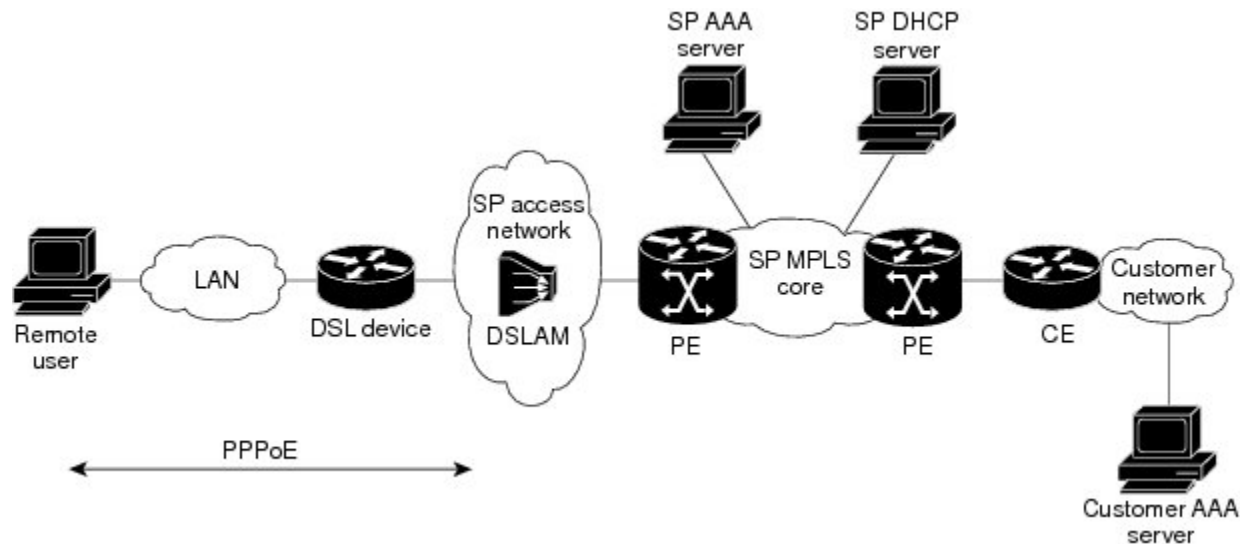 SP AAA
server
SP DHCP
server
SP access
network
SP MPLS
core
Customer
network
LAN
Remote
user
DSL device
DSLAM
PE
PE
CE
PPPoE
Customer AAA
server